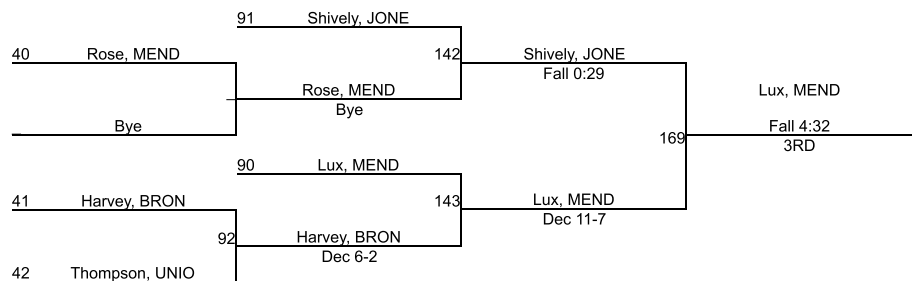 91 Shively, JONE
40 Rose, MEND
142
Shively, JONE
Fall 0:29
Rose, MEND
Bye
Bye
Lux, MEND
Fall 4:32
3RD
169
90 Lux, MEND
41 Harvey, BRON
143
Lux, MEND
Dec 11-7
92
Harvey, BRON
Dec 6-2
42 Thompson, UNIO